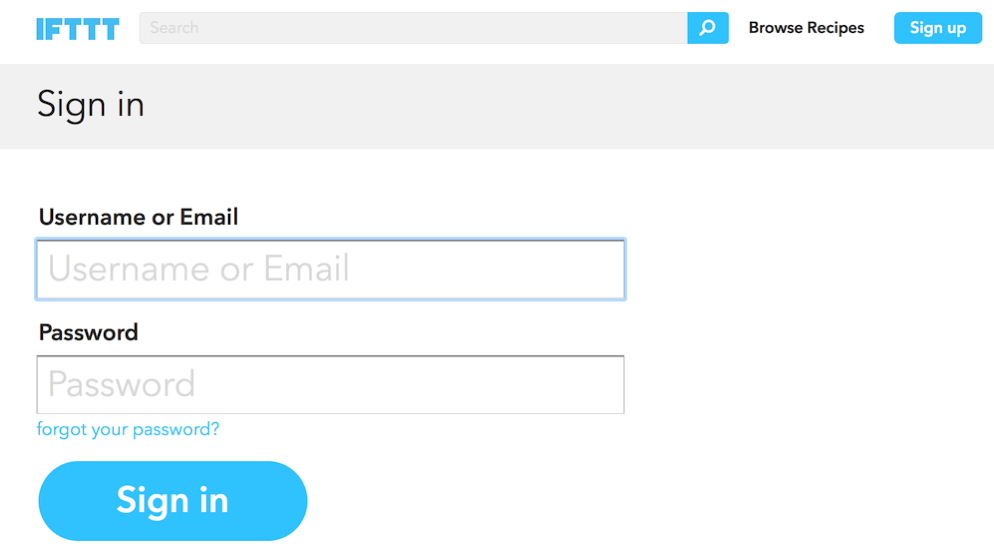 IFTTT Search Browse Recipes Sign up
Sign in
Username or Email
Username or Email
Password
Password
forgot your password?
Sign in